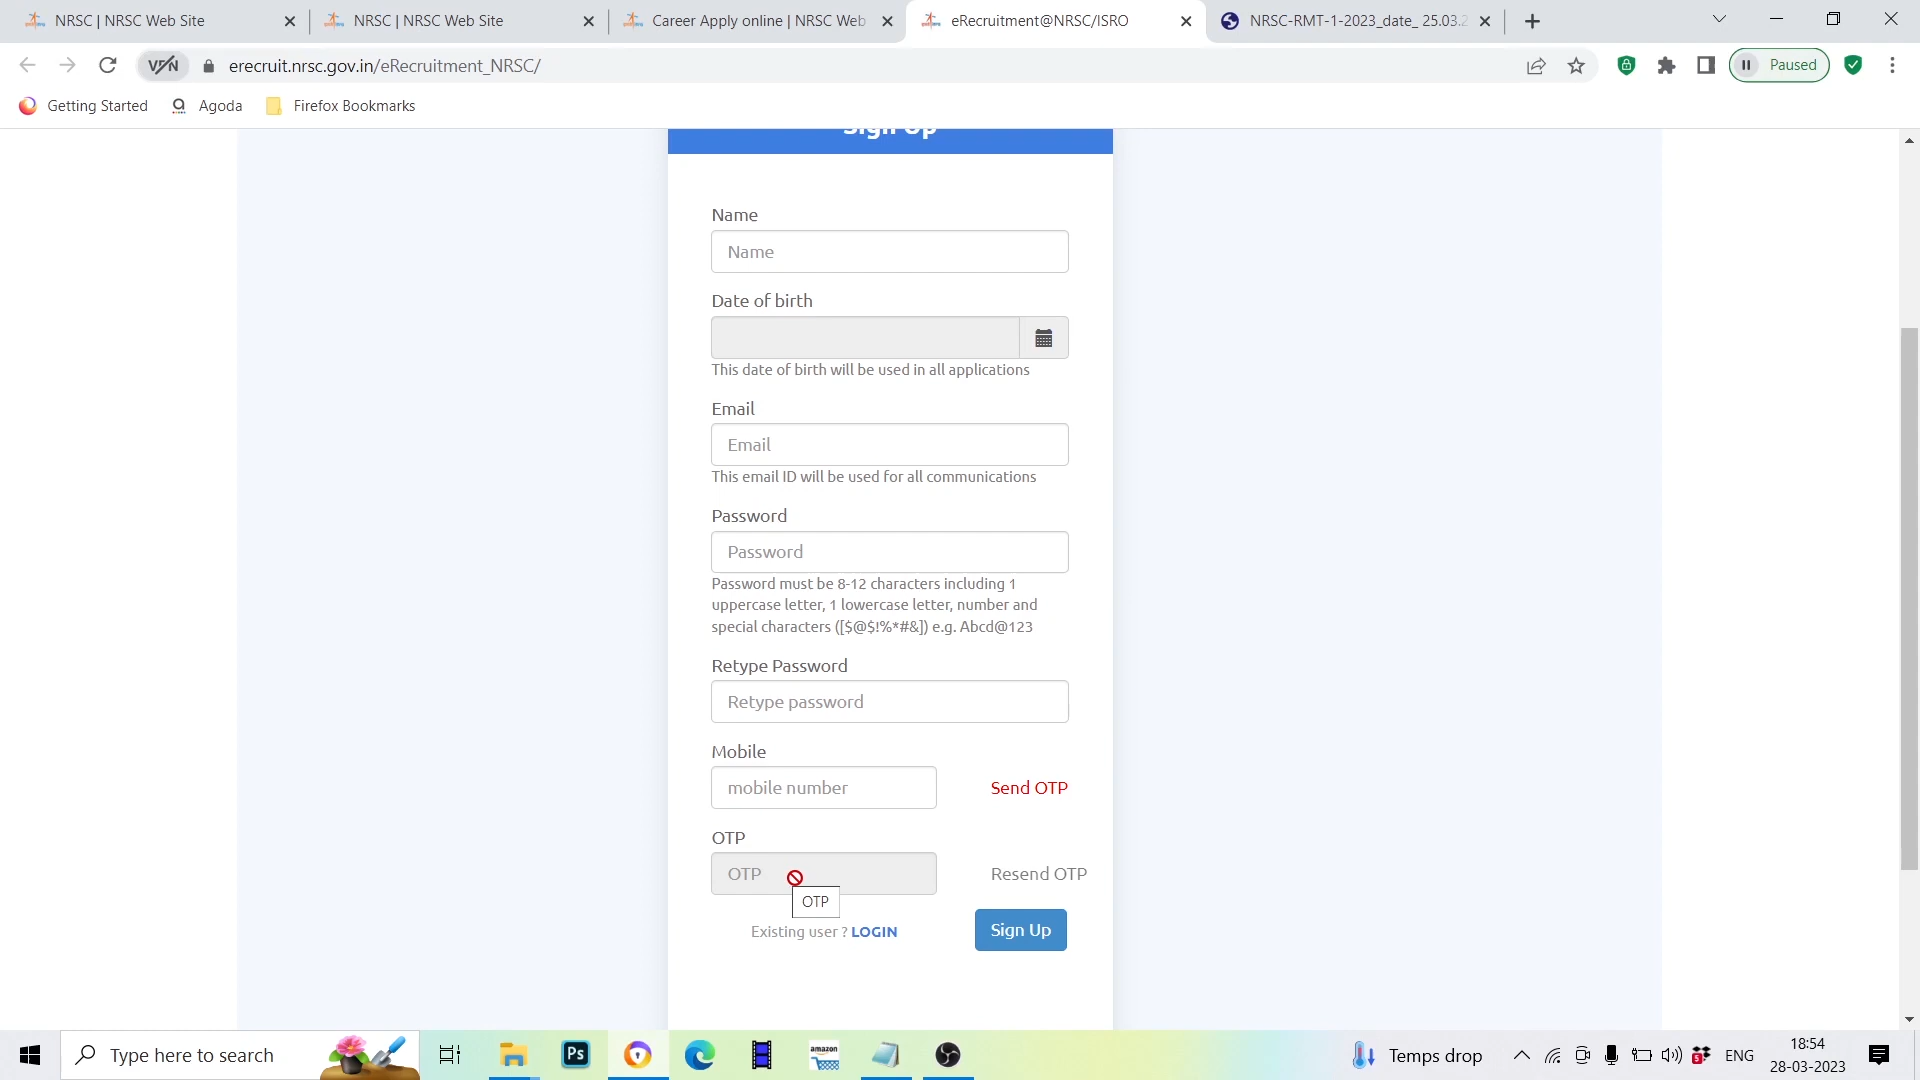 NRSC | NRSC Web Site
NRSC | NRSC Web Site
Career Apply online | NRSC Web
eRecruitment@NRSC/ISRO
NRSC-RMT-1-2023_date_ 25.03.2
VPN
erecruit.nrsc.gov.in/eRecruitment_NRSC/
Paused
Getting Started
Agoda
Firefox Bookmarks
Sign Up
Name
Name
Date of birth
This date of birth will be used in all applications
Email
Email
This email ID will be used for all communications
Password
Password
Password must be 8-12 characters including 1
uppercase letter, 1 lowercase letter, number and
special characters ([$@$!%*#&]) e.g. Abcd@123
Retype Password
Retype password
Mobile
mobile number
Send OTP
OTP
OTP
Resend OTP
OTP
Existing user ? LOGIN
Sign Up
Type here to search
Ps
amazon
Temps drop
ENG
18:54
28-03-2023